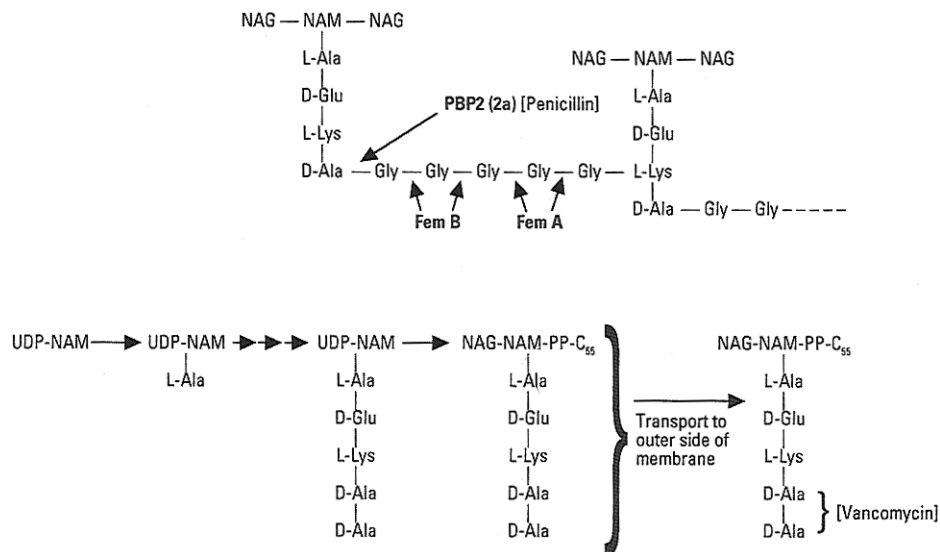 NAG — NAM — NAG
L-Ala
D-Glu
L-Lys
D-Ala — Gly — Gly — Gly — Gly — Gly — L-Lys
PBP2 (2a) [Penicillin]
Fem B
Fem A
NAG — NAM — NAG
L-Ala
D-Glu
D-Ala — Gly — Gly -----
UDP-NAM
UDP-NAM
L-Ala
UDP-NAM
L-Ala
D-Glu
L-Lys
D-Ala
D-Ala
NAG-NAM-PP-C₅₅
L-Ala
D-Glu
L-Lys
D-Ala
D-Ala
Transport to
outer side of
membrane
NAG-NAM-PP-C₅₅
L-Ala
D-Glu
L-Lys
D-Ala
D-Ala
[Vancomycin]